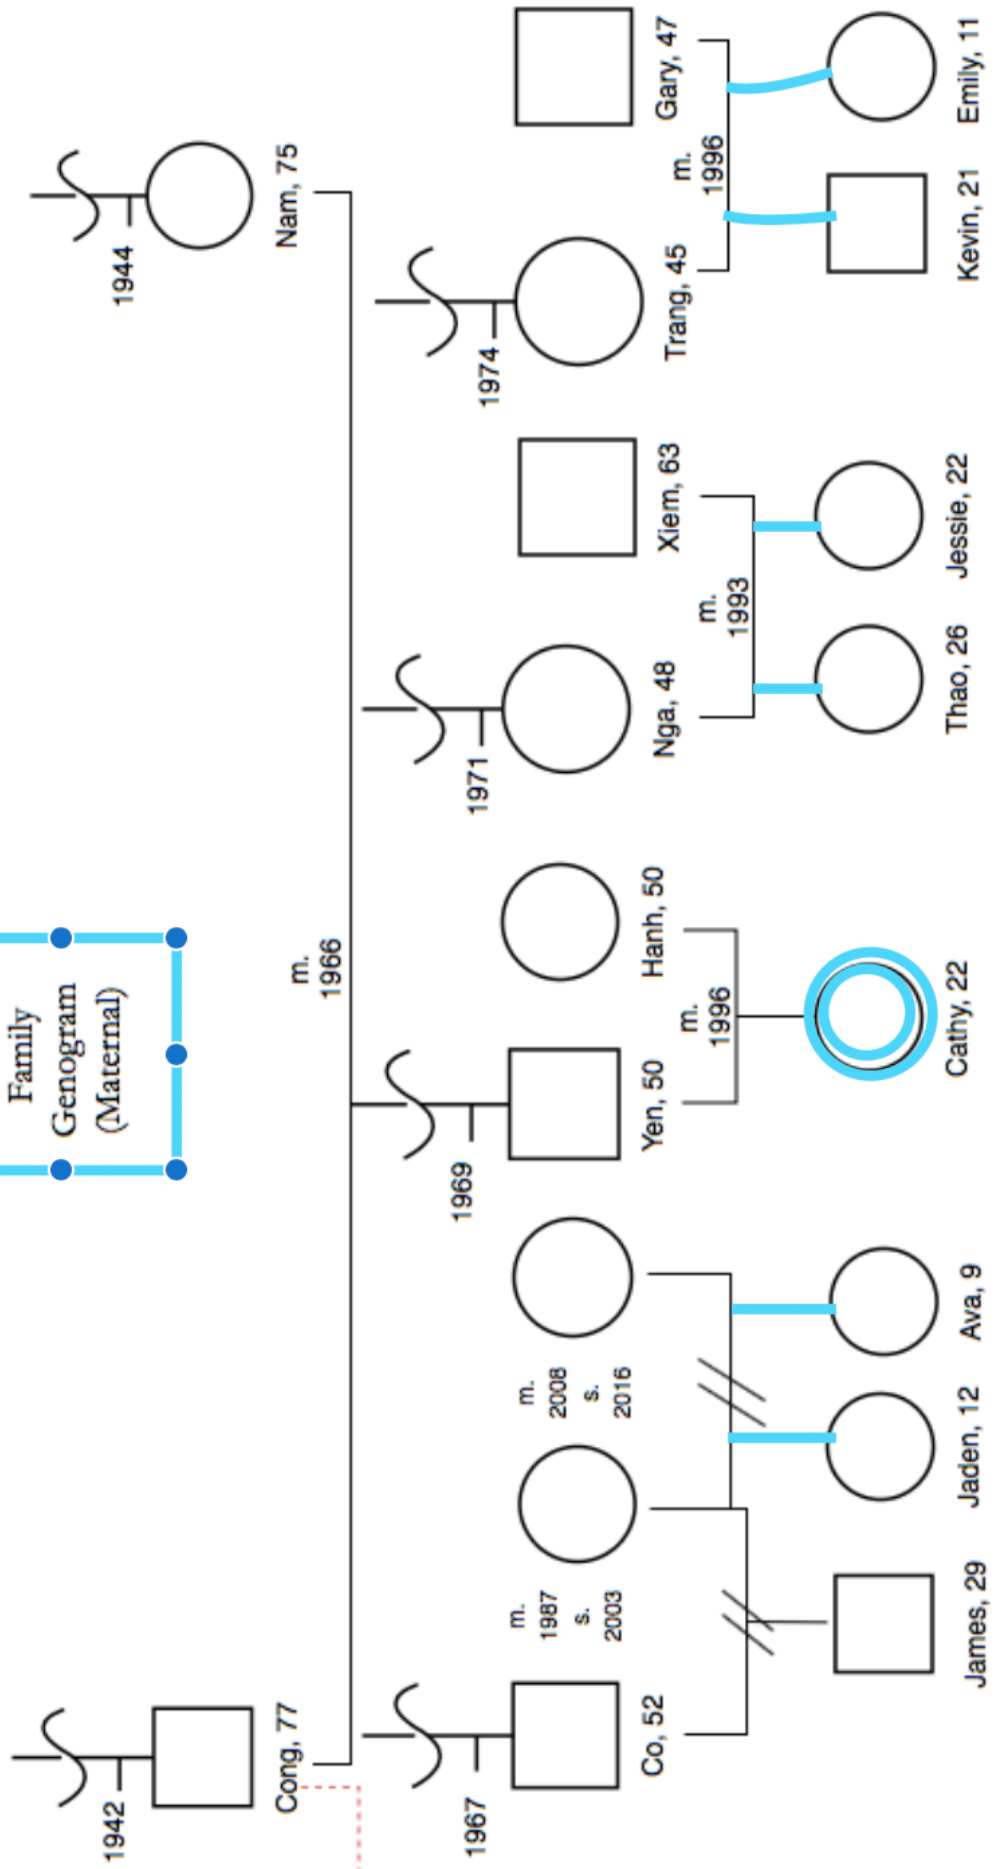 Family
Genogram
(Maternal)
1942
1944
Cong, 77
Nam, 75
m.
1966
1967
1969
1971
1974
m.
1987
s.
2003
m.
2008
s.
2016
Co, 52
Yen, 50
Hanh, 50
Nga, 48
Xiem, 63
Trang, 45
Gary, 47
m.
1996
m.
1993
m.
1996
James, 29
Jaden, 12
Ava, 9
Cathy, 22
Thao, 26
Jessie, 22
Kevin, 21
Emily, 11